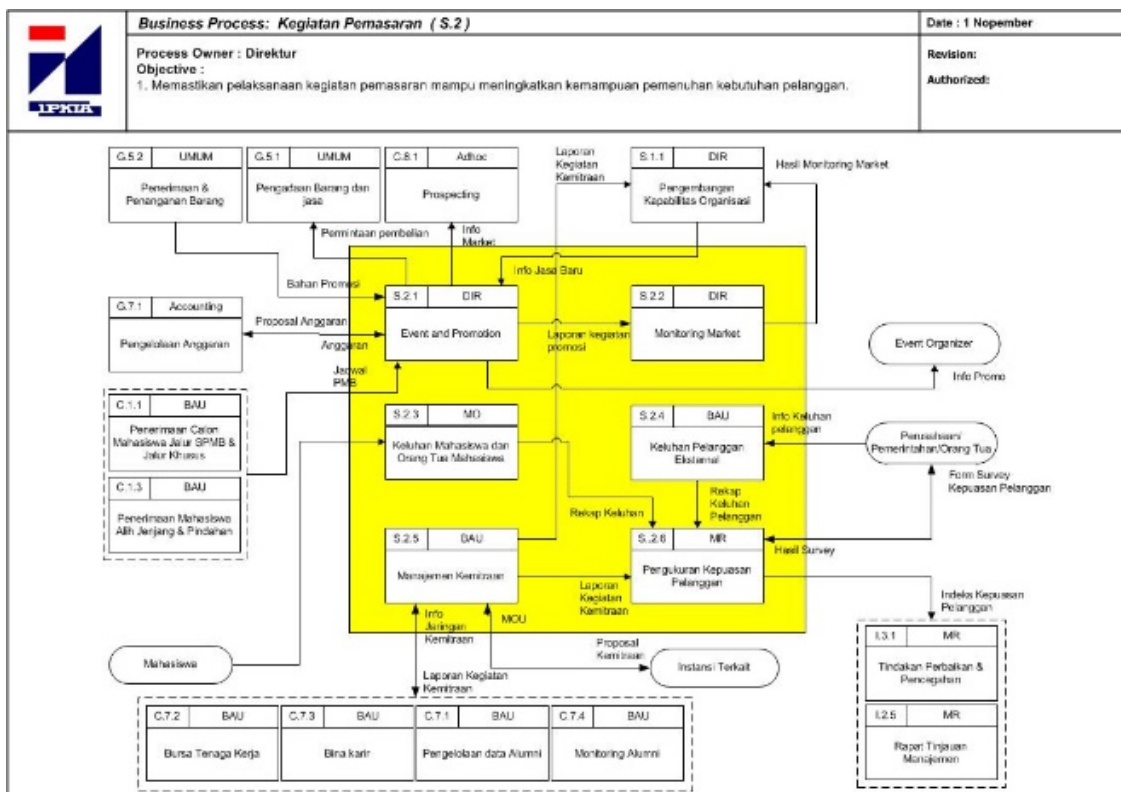 Business Process: Kegiatan Pemasaran ( S.2 )
Date : 1 Nopember
Process Owner : Direktur
Objective :
1. Memastikan pelaksanaan kegiatan pemasaran mampu meningkatkan kemampuan pemenuhan kebutuhan pelanggan.
Revision:
Authorized:
IPKIA
G.5.2 UMUM
Penerimaan &
Penanganan Barang
G.5.1 UMUM
Pengadaan Barang dan
jasa
C.8.1 Adhoc
Prospecting
Laporan
Kegiatan
Kemitraan
S.1.1 DIR
Pengembangan
Kapabilitas Organisasi
Hasil Monitoring Market
Permintaan pembelian
Info
Market
Info Jasa Baru
Bahan Promosi
S.2.1 DIR
Event and Promotion
S.2.2 DIR
Monitoring Market
G.7.1 Accounting
Pengelolaan Anggaran
Proposal Anggaran
Anggaran
Laporan kegiatan
promosi
Event Organizer
Info Promo
Jadwal
PMB
C.1.1 BAU
Penerimaan Calon
Mahasiswa Jalur SPMB &
Jalur Khusus
C.1.3 BAU
Penerimaan Mahasiswa
Alih Jenjang & Pindahan
S.2.3 MO
Keluhan Mahasiswa dan
Orang Tua Mahasiswa
S.2.4 BAU
Keluhan Pelanggan
Eksternal
Info Keluhan
pelanggan
Perusahaan/
Pemerintahan/Orang Tua
Form Survey
Kepuasan Pelanggan
Rekap Keluhan
Rekap
Keluhan
Pelanggan
S.2.5 BAU
Manajemen Kemitraan
S..2.6 MR
Pengukuran Kepuasan
Pelanggan
Hasil Survey
Laporan
Kegiatan
Kemitraan
Indeks Kepuasan
Pelanggan
Info
Jaringan
Kemitraan
MOU
Proposal
Kemitraan
Mahasiswa
Instansi Terkait
Laporan Kegiatan
Kemitraan
I.3.1 MR
Tindakan Perbaikan &
Pencegahan
I.2.5 MR
Rapat Tinjauan
Manajemen
C.7.2 BAU
Bursa Tenaga Kerja
C.7.3 BAU
Bina karir
C.7.1 BAU
Pengelolaan data Alumni
C.7.4 BAU
Monitoring Alumni